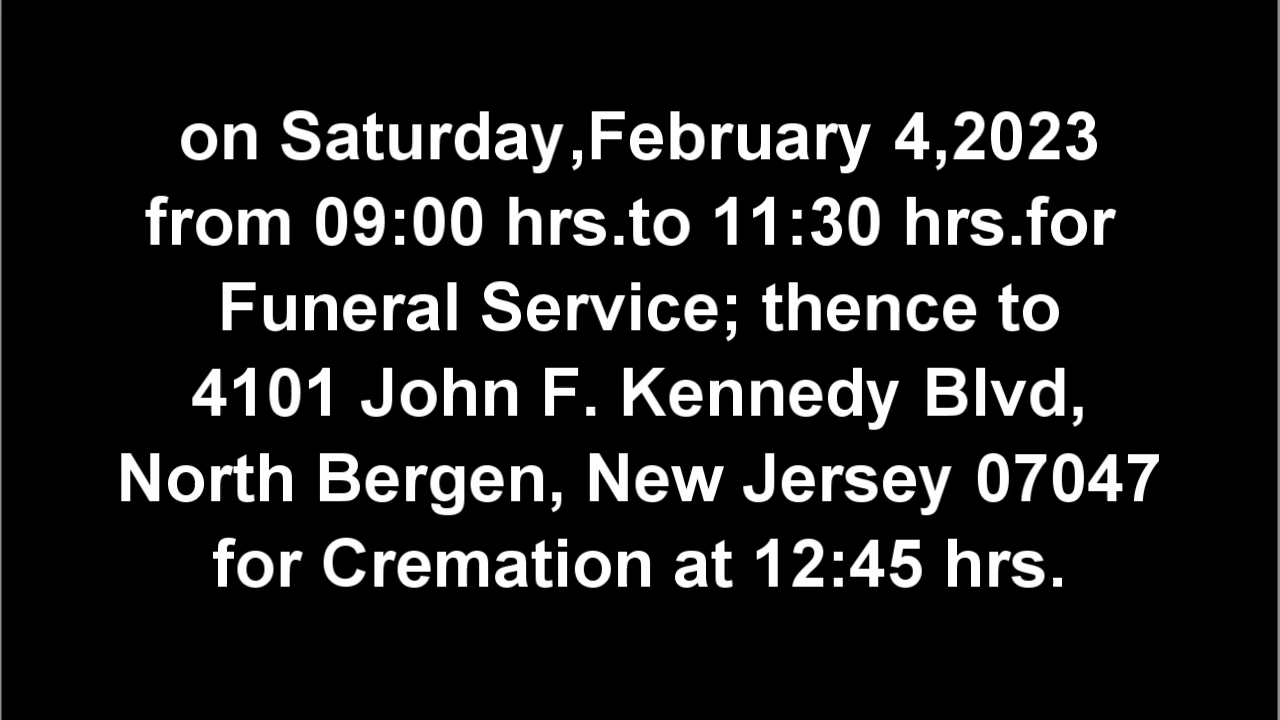 on Saturday,February 4,2023
from 09:00 hrs.to 11:30 hrs.for
Funeral Service; thence to
4101 John F. Kennedy Blvd,
North Bergen, New Jersey 07047
for Cremation at 12:45 hrs.